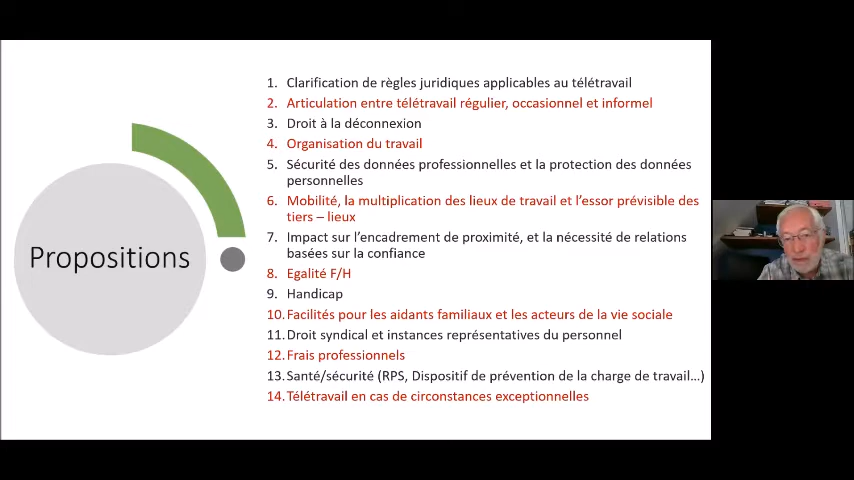 Propositions
1. Clarification de règles juridiques applicables au télétravail
2. Articulation entre télétravail régulier, occasionnel et informel
3. Droit à la déconnexion
4. Organisation du travail
5. Sécurité des données professionnelles et la protection des données
personnelles
6. Mobilité, la multiplication des lieux de travail et l'essor prévisible des
tiers – lieux
7. Impact sur l'encadrement de proximité, et la nécessité de relations
basées sur la confiance
8. Egalité F/H
9. Handicap
10. Facilités pour les aidants familiaux et les acteurs de la vie sociale
11. Droit syndical et instances représentatives du personnel
12. Frais professionnels
13. Santé/sécurité (RPS, Dispositif de prévention de la charge de travail…)
14. Télétravail en cas de circonstances exceptionnelles